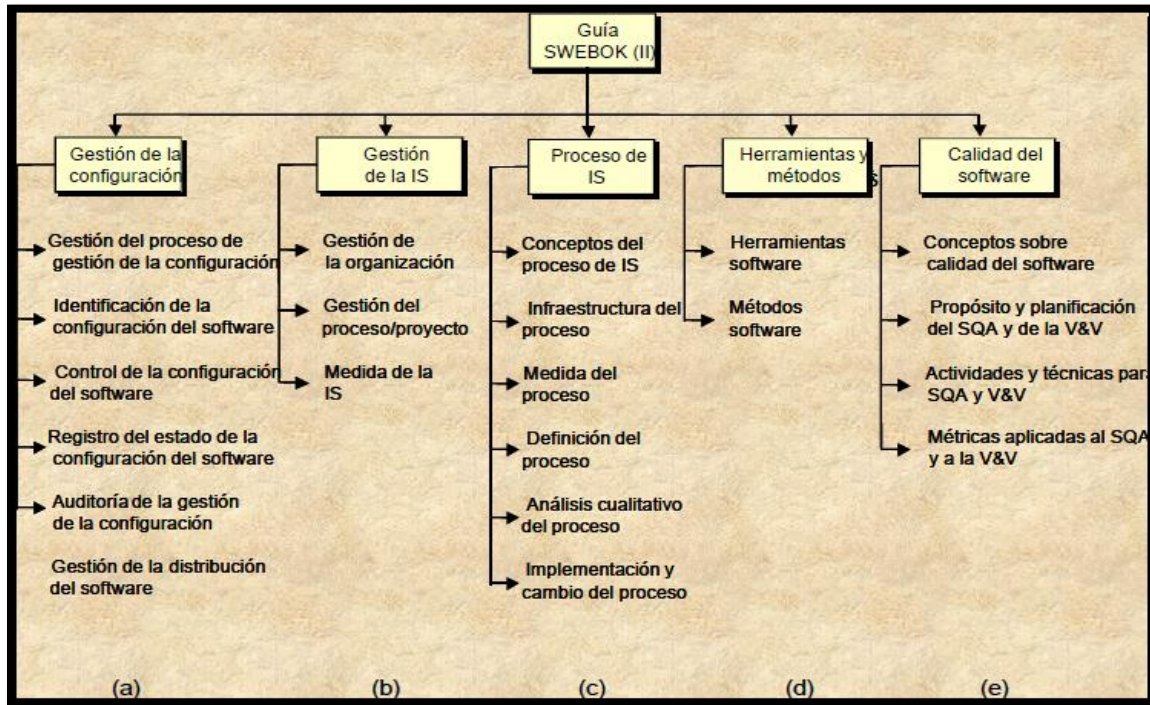 Guía
SWEBOK (II)
Gestión de la
configuración
Gestión
de la IS
Proceso de
IS
Herramientas y
métodos
s
Calidad del
software
Gestión del proceso de
gestión de la configuración
Identificación de la
configuración del software
Control de la configuración
del software
Registro del estado de la
configuración del software
Auditoría de la gestión
de la configuración
Gestión de la distribución
del software
Gestión de
la organización
Gestión del
proceso/proyecto
Medida de la
IS
Conceptos del
proceso de IS
Infraestructura del
proceso
Medida del
proceso
Definición del
proceso
Análisis cualitativo
del proceso
Implementación y
cambio del proceso
Herramientas
software
Métodos
software
Conceptos sobre
calidad del software
Propósito y planificación
del SQA y de la V&V
Actividades y técnicas para
SQA y V&V
Métricas aplicadas al SQA
y a la V&V
(a) (b) (c) (d) (e)